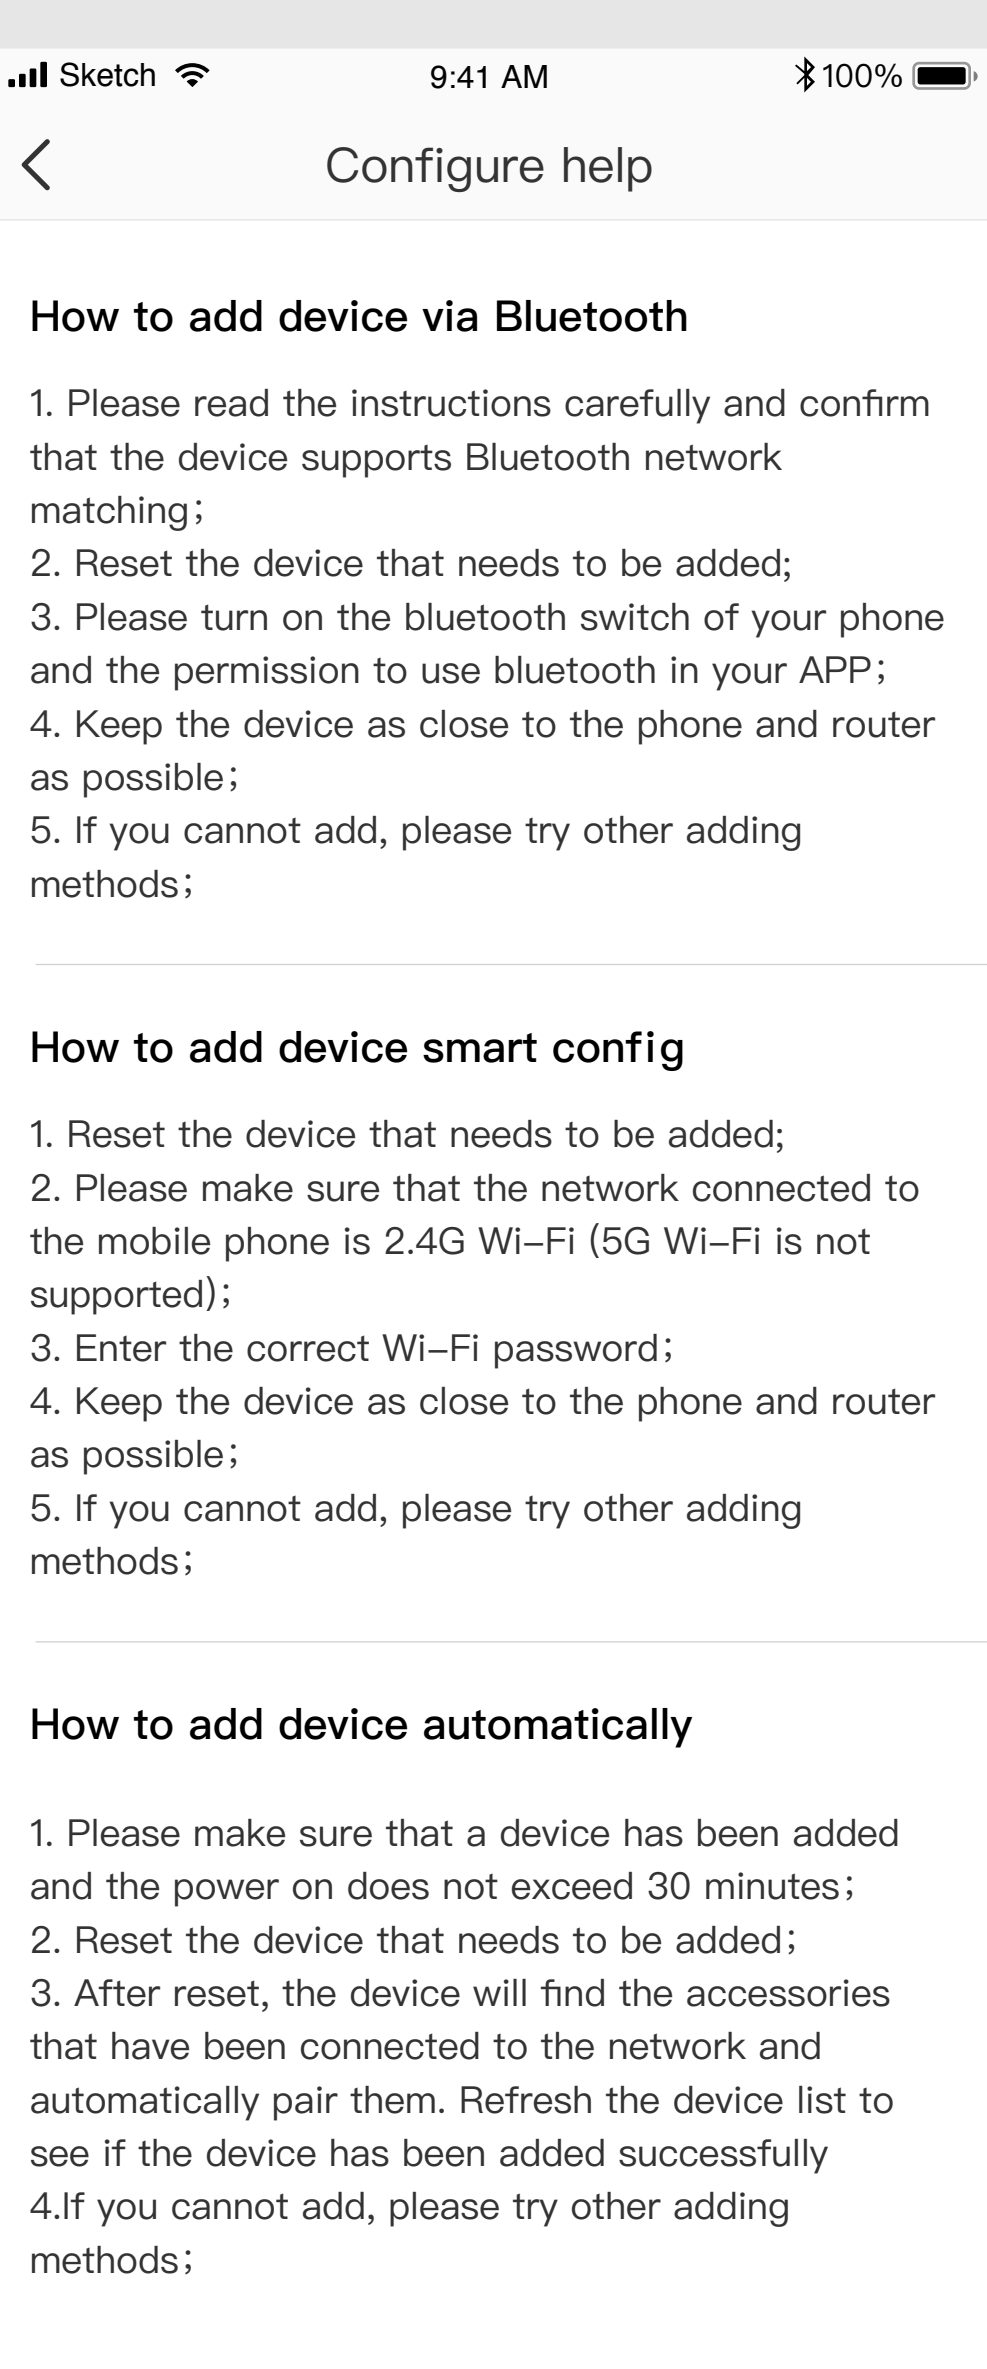 Sketch 9:41 AM 100%
Configure help
How to add device via Bluetooth
1. Please read the instructions carefully and confirm
that the device supports Bluetooth network
matching；
2. Reset the device that needs to be added;
3. Please turn on the bluetooth switch of your phone
and the permission to use bluetooth in your APP；
4. Keep the device as close to the phone and router
as possible；
5. If you cannot add, please try other adding
methods；
How to add device smart config
1. Reset the device that needs to be added;
2. Please make sure that the network connected to
the mobile phone is 2.4G Wi–Fi (5G Wi–Fi is not
supported)；
3. Enter the correct Wi–Fi password；
4. Keep the device as close to the phone and router
as possible；
5. If you cannot add, please try other adding
methods；
How to add device automatically
1. Please make sure that a device has been added
and the power on does not exceed 30 minutes；
2. Reset the device that needs to be added；
3. After reset, the device will find the accessories
that have been connected to the network and
automatically pair them. Refresh the device list to
see if the device has been added successfully
4.If you cannot add, please try other adding
methods；